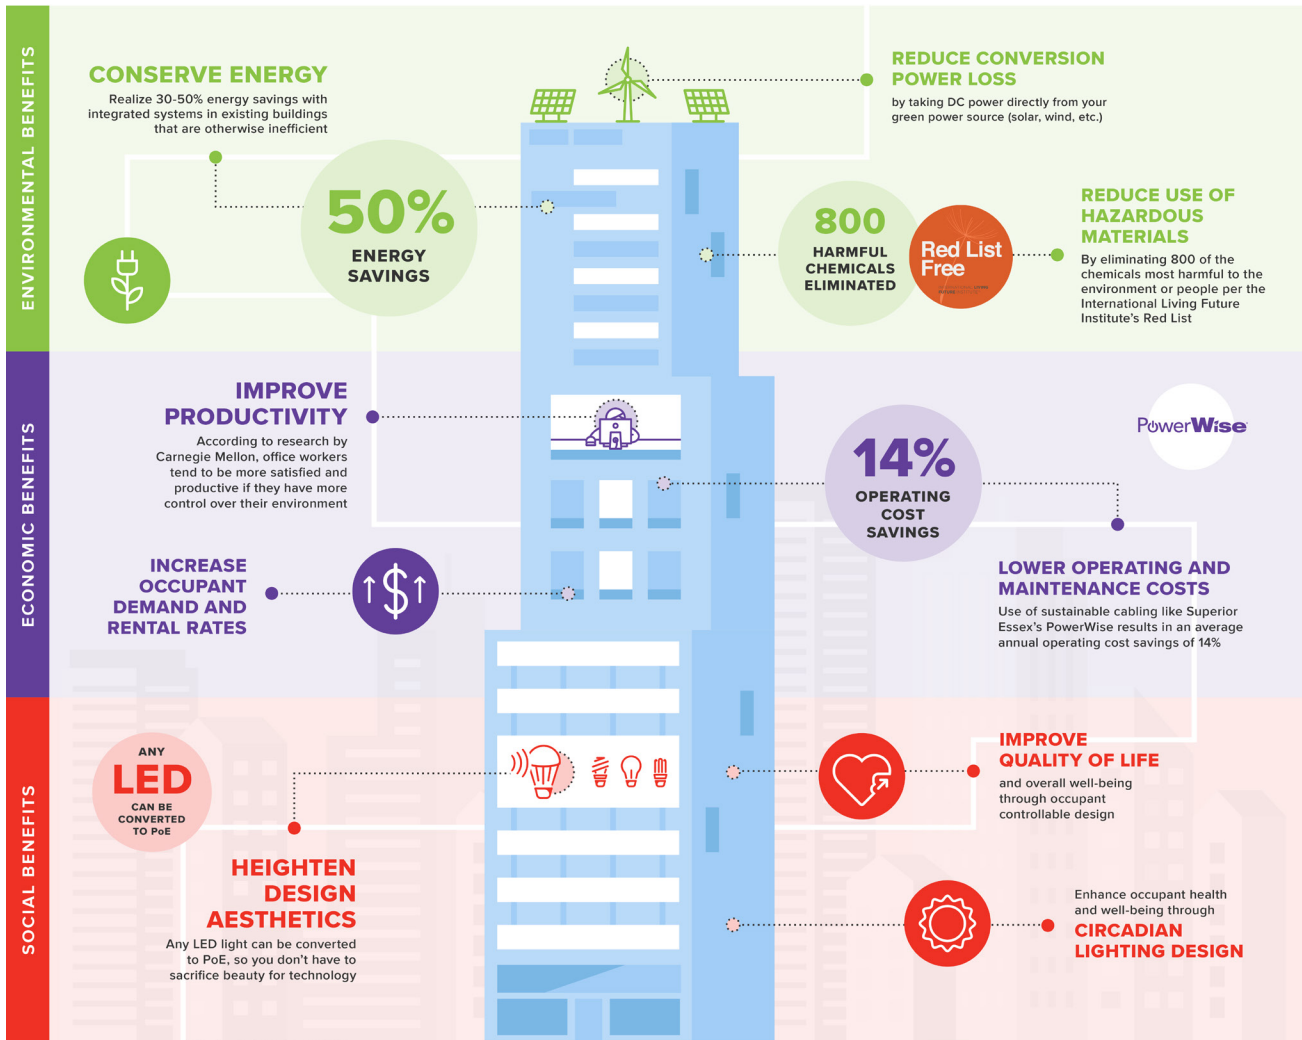 ENVIRONMENTAL BENEFITS
CONSERVE ENERGY
Realize 30-50% energy savings with
integrated systems in existing buildings
that are otherwise inefficient
50%
ENERGY
SAVINGS
REDUCE CONVERSION
POWER LOSS
by taking DC power directly from your
green power source (solar, wind, etc.)
800
HARMFUL
CHEMICALS
ELIMINATED
Red List
Free
REDUCE USE OF
HAZARDOUS
MATERIALS
By eliminating 800 of the
chemicals most harmful to the
environment or people per the
International Living Future
Institute's Red List
ECONOMIC BENEFITS
IMPROVE
PRODUCTIVITY
According to research by
Carnegie Mellon, office workers
tend to be more satisfied and
productive if they have more
control over their environment
14%
OPERATING
COST
SAVINGS
PowerWise
INCREASE
OCCUPANT
DEMAND AND
RENTAL RATES
$
LOWER OPERATING AND
MAINTENANCE COSTS
Use of sustainable cabling like Superior
Essex's PowerWise results in an average
annual operating cost savings of 14%
SOCIAL BENEFITS
ANY
LED
CAN BE
CONVERTED
TO PoE
HEIGHTEN
DESIGN
AESTHETICS
Any LED light can be converted
to PoE, so you don't have to
sacrifice beauty for technology
IMPROVE
QUALITY OF LIFE
and overall well-being
through occupant
controllable design
Enhance occupant health
and well-being through
CIRCADIAN
LIGHTING DESIGN